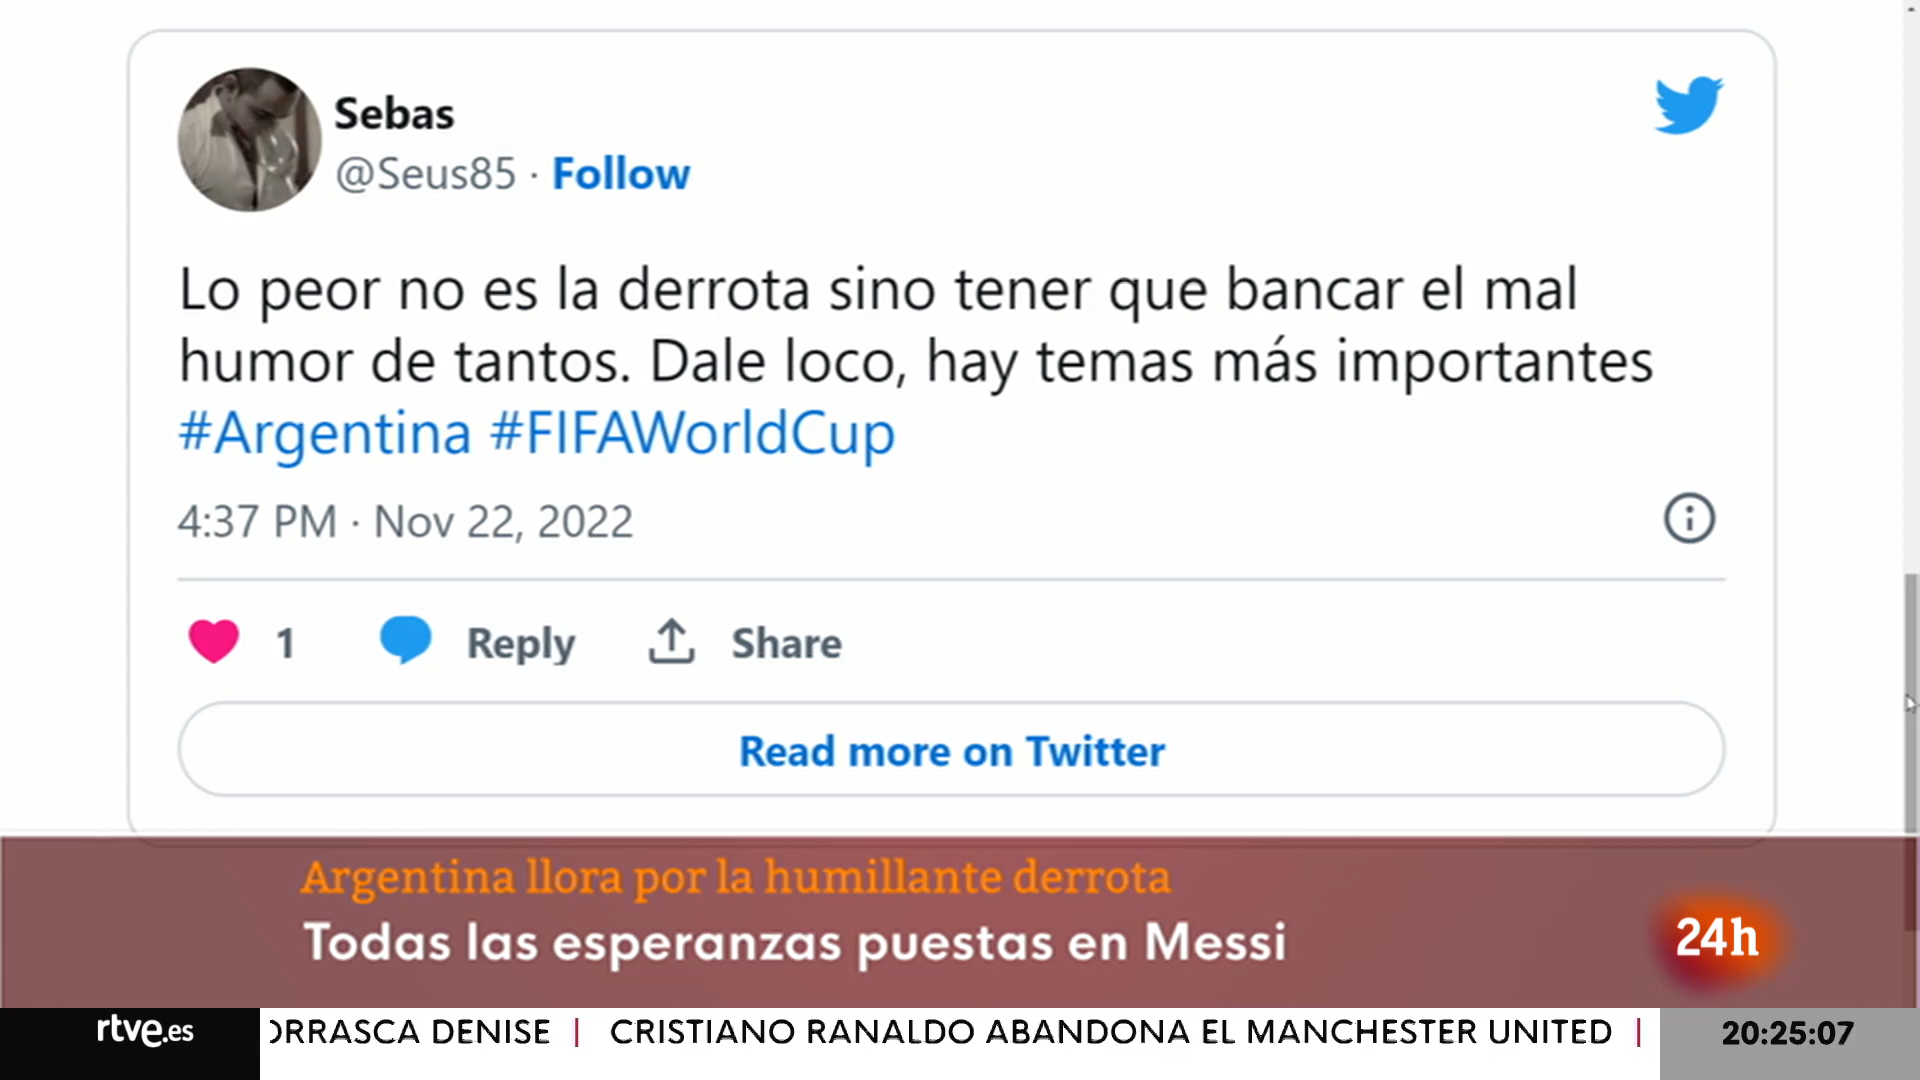 Sebas
@Seus85 · Follow
Lo peor no es la derrota sino tener que bancar el mal
humor de tantos. Dale loco, hay temas más importantes
#Argentina #FIFAWorldCup
4:37 PM · Nov 22, 2022
1 Reply Share
Read more on Twitter
Argentina llora por la humillante derrota
Todas las esperanzas puestas en Messi
24h
rtve.es ORRASCA DENISE | CRISTIANO RANALDO ABANDONA EL MANCHESTER UNITED | 20:25:07